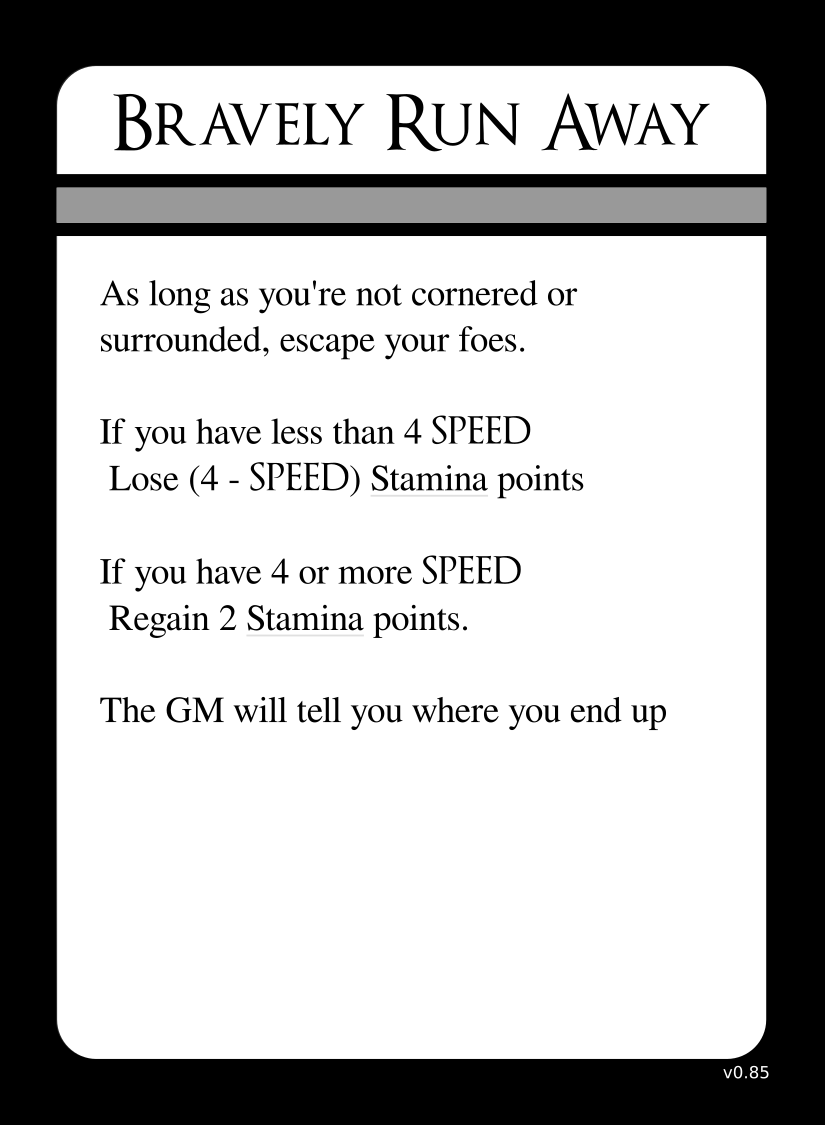 Bravely Run Away
As long as you're not cornered or
surrounded, escape your foes.
If you have less than 4 SPEED
Lose (4 - SPEED) Stamina points
If you have 4 or more SPEED
Regain 2 Stamina points.
The GM will tell you where you end up
v0.85